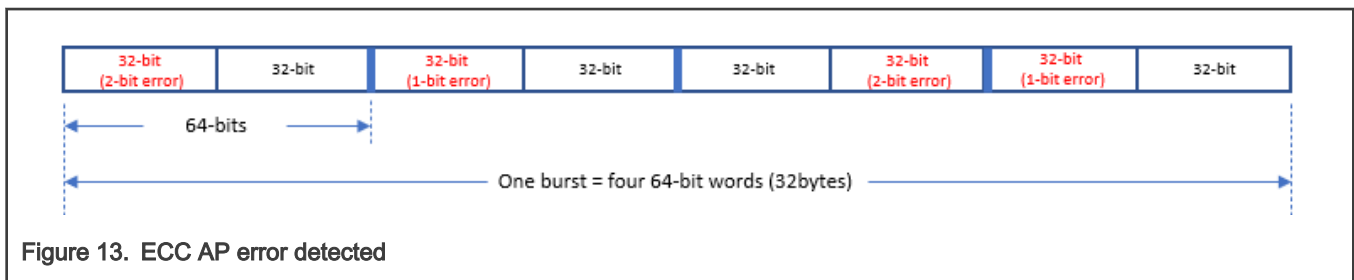 32-bit
(2-bit error)
32-bit
32-bit
(1-bit error)
32-bit
32-bit
32-bit
(2-bit error)
32-bit
(1-bit error)
32-bit
64-bits
One burst = four 64-bit words (32bytes)
Figure 13. ECC AP error detected